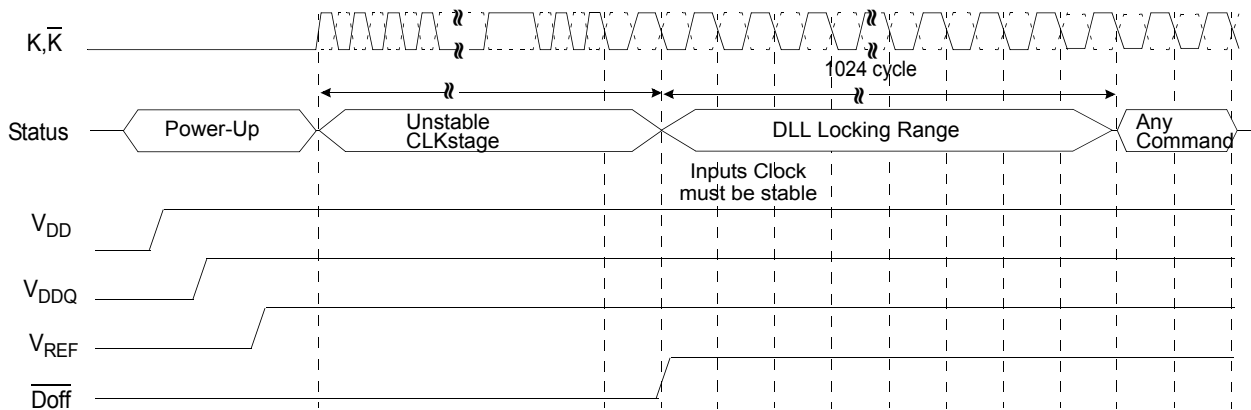 K,K̅
1024 cycle
Status
Power-Up
Unstable
CLKstage
DLL Locking Range
Any
Command
Inputs Clock
must be stable
VDD
VDDQ
VREF
D̅o̅f̅f̅